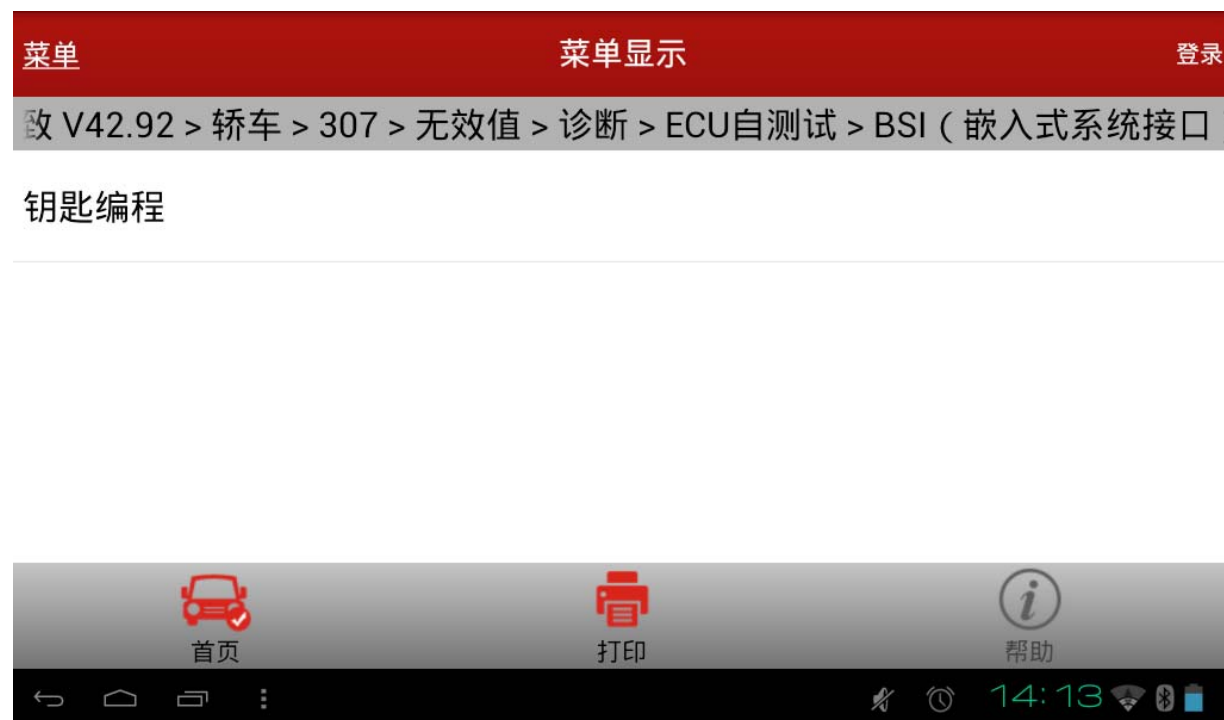 菜单
菜单显示
登录
致 V42.92 > 轿车 > 307 > 无效值 > 诊断 > ECU自测试 > BSI（嵌入式系统接口
钥匙编程
首页
打印
帮助
14:13